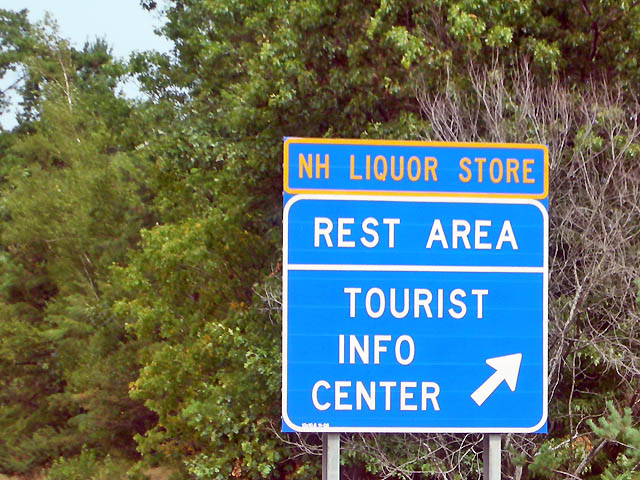 NH LIQUOR STORE
REST AREA
TOURIST
INFO
CENTER